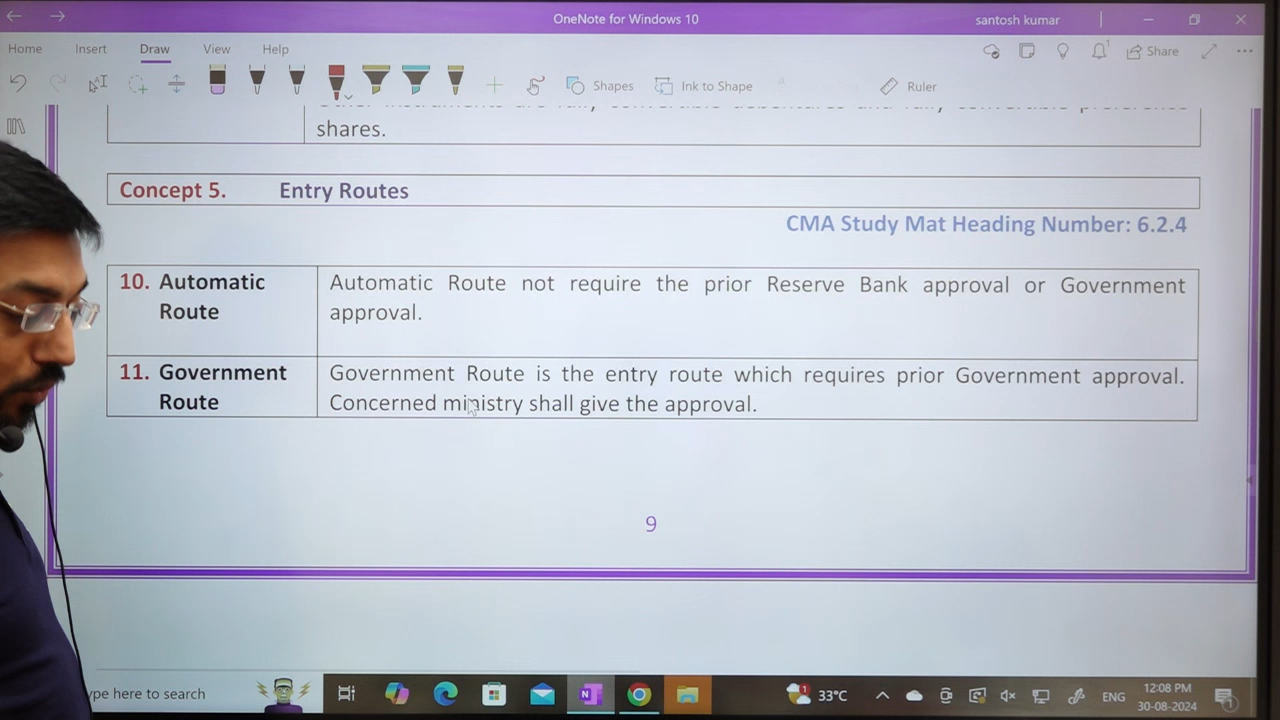 OneNote for Windows 10
santosh kumar
Home Insert Draw View Help
Share
Shapes Ink to Shape Ruler
shares.
Concept 5. Entry Routes
CMA Study Mat Heading Number: 6.2.4
10. Automatic Route
Automatic Route not require the prior Reserve Bank approval or Government
approval.
11. Government Route
Government Route is the entry route which requires prior Government approval.
Concerned ministry shall give the approval.
9
ype here to search
33°C
ENG
12:08 PM
30-08-2024